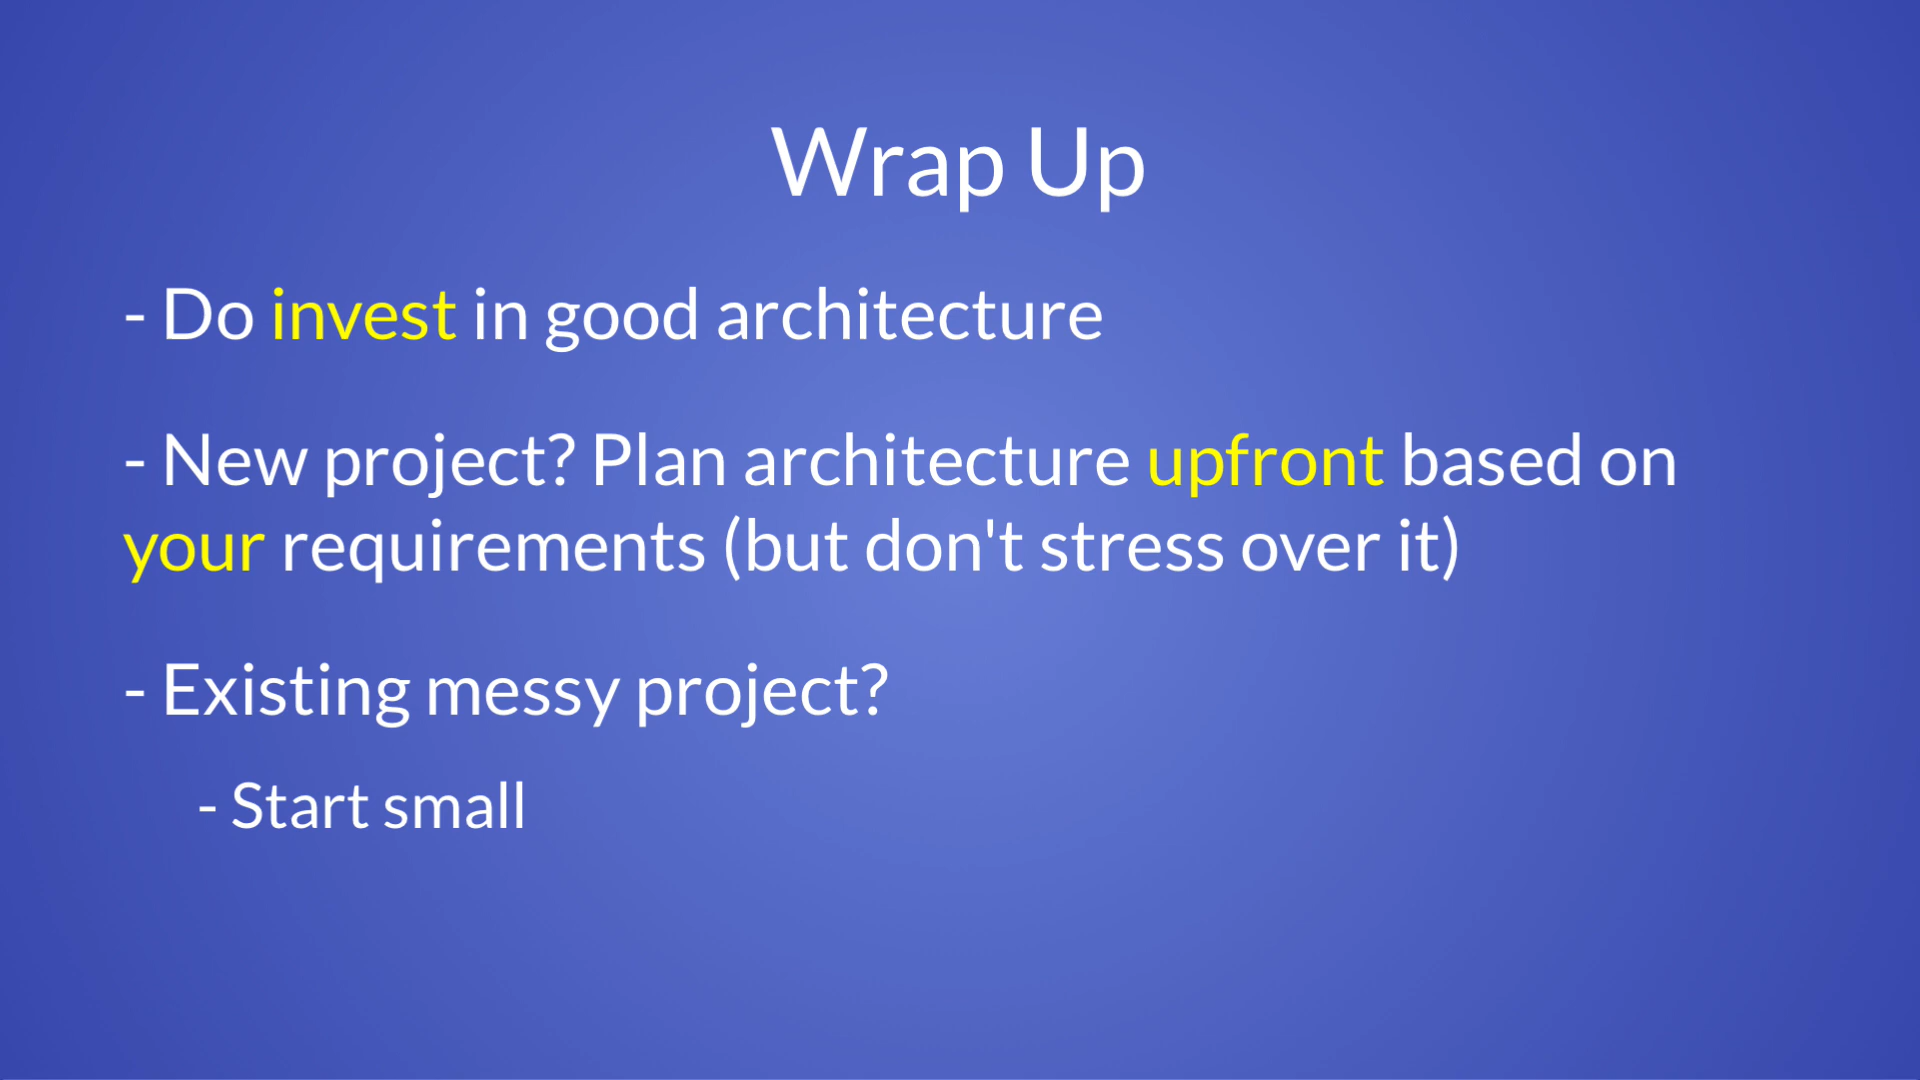 Wrap Up
- Do invest in good architecture
- New project? Plan architecture upfront based on
your requirements (but don't stress over it)
- Existing messy project?
- Start small